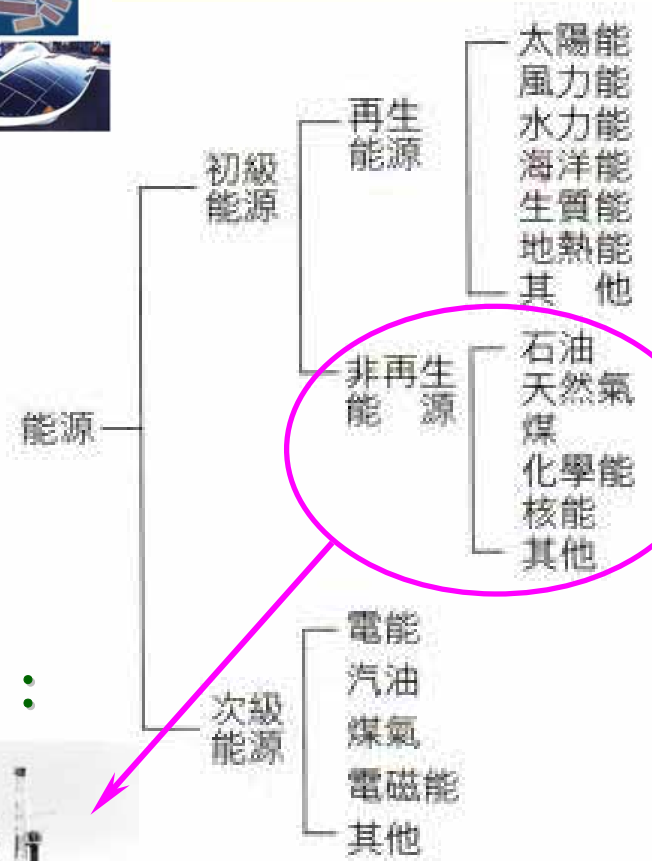 能源
初級
能源
再生
能源
太陽能
風力能
水力能
海洋能
生質能
地熱能
其 他
非再生
能 源
石油
天然氣
煤
化學能
核能
其他
次級
能源
電能
汽油
煤氣
電磁能
其他
: